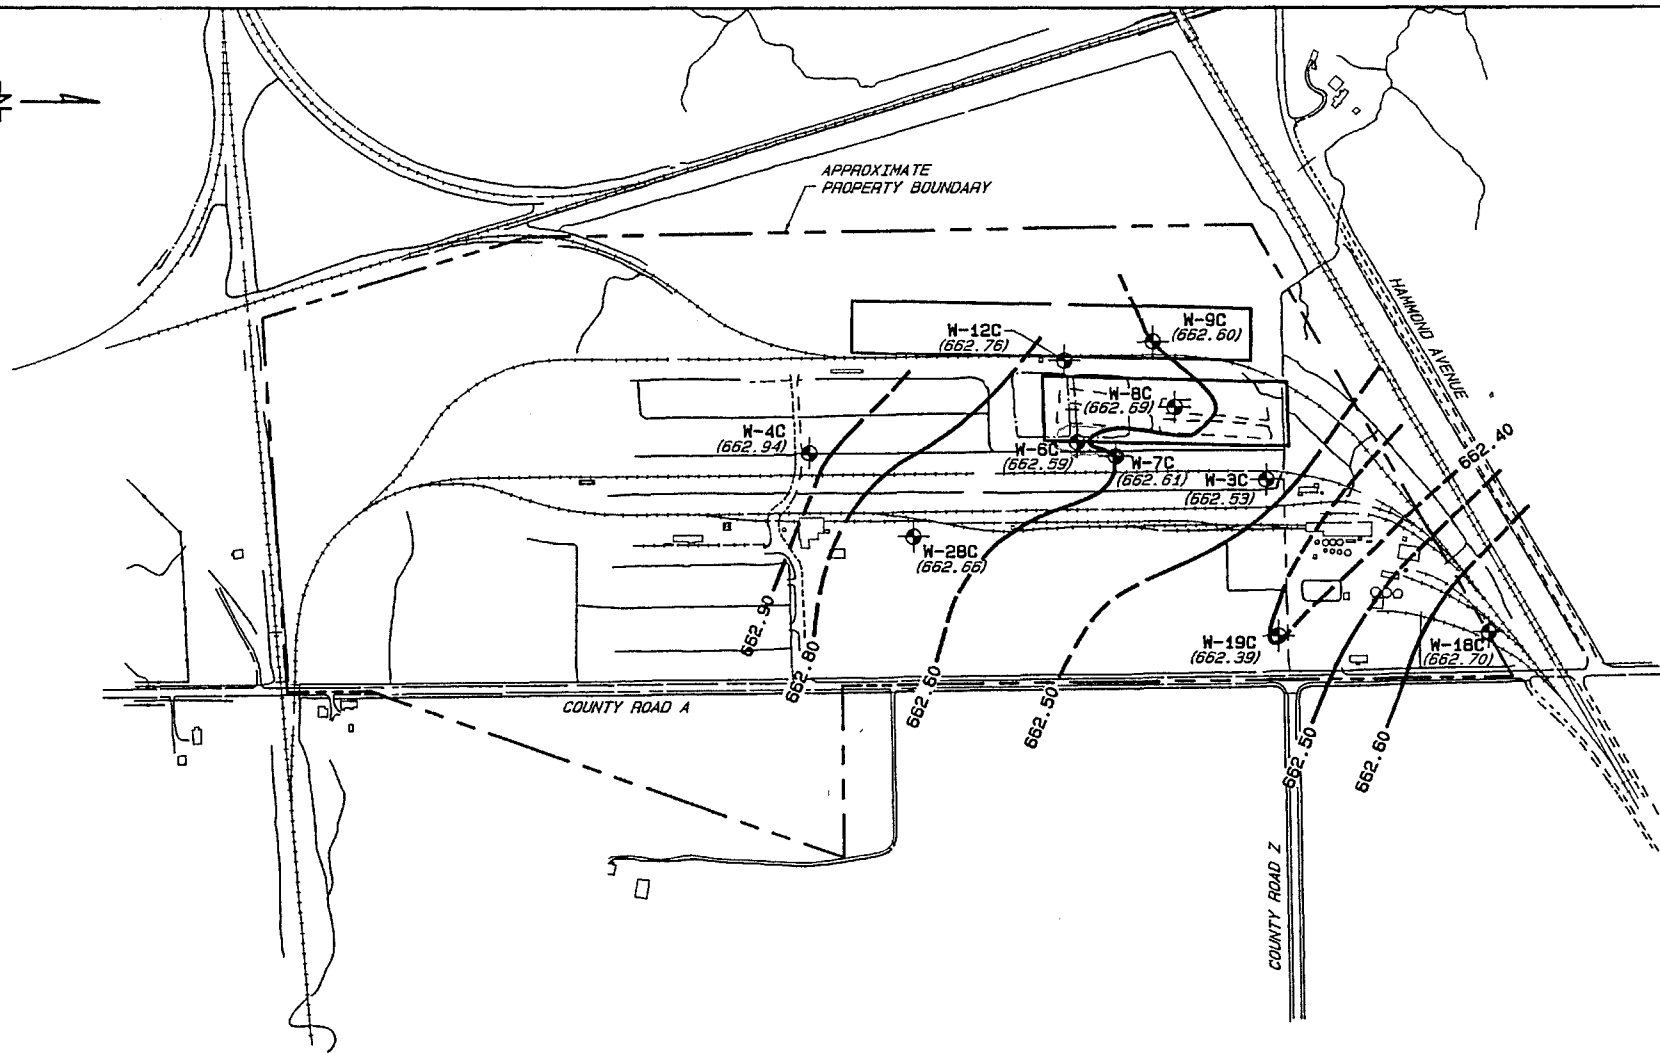 N
APPROXIMATE
PROPERTY BOUNDARY
HAMMOND AVENUE
W-12C
(662.76)
W-9C
(662.60)
W-8C
(662.69)
W-4C
(662.94)
W-6C
(662.59)
W-7C
(662.61)
W-3C
(662.53)
662.40
W-28C
(662.66)
W-19C
(662.39)
W-18C
(662.70)
662.90
662.80
662.60
662.50
662.50
662.60
COUNTY ROAD A
COUNTY ROAD Z